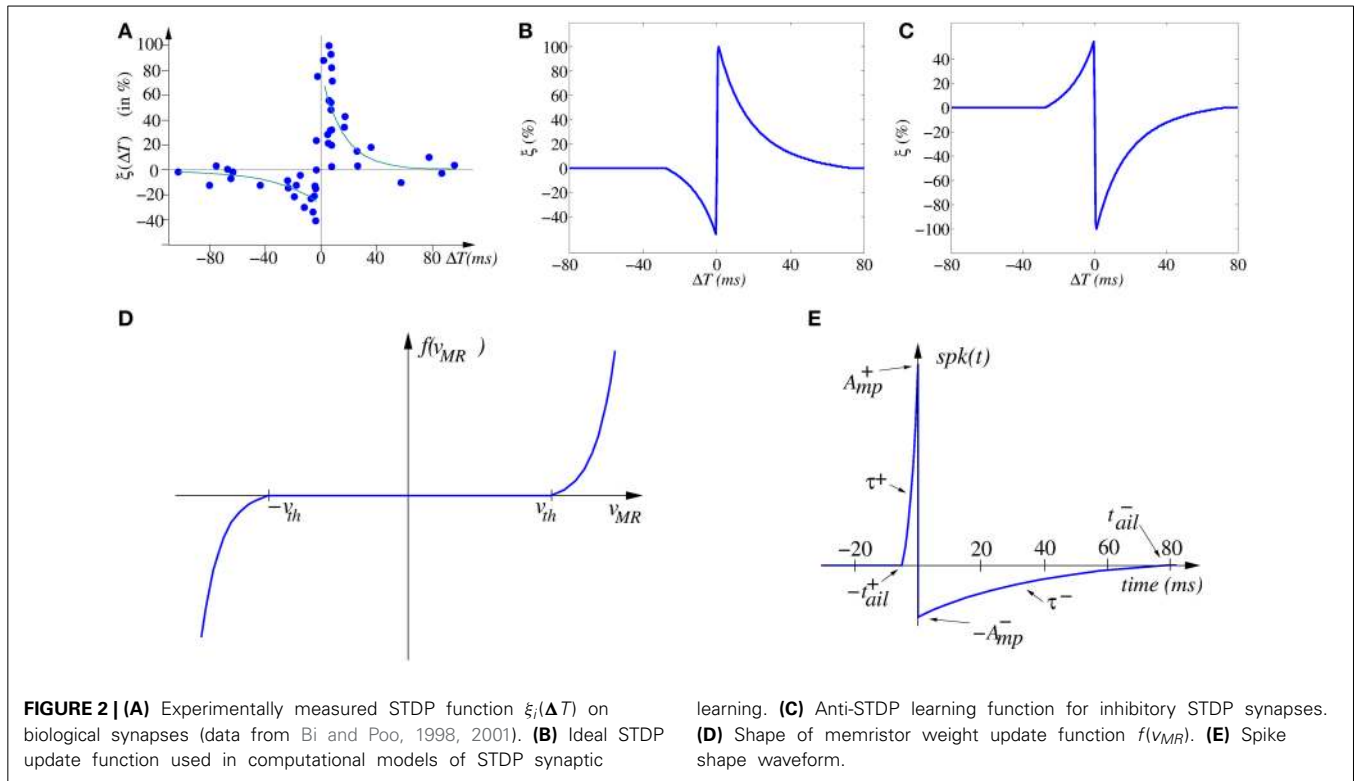 A
ξ(ΔT) (in %)
100
80
60
40
20
0
−20
−40
−80
−40
0
40
80
ΔT(ms)
B
ξ (%)
100
80
60
40
20
0
−20
−40
−80
−40
0
40
80
ΔT (ms)
C
ξ (%)
40
20
0
−20
−40
−60
−80
−100
−80
−40
0
40
80
ΔT (ms)
D
f(vMR)
−vth
vth
vMR
E
spk(t)
A+mp
τ+
t−ail
−20
20
40
60
80
−t+ail
time (ms)
τ−
−A−mp
FIGURE 2 | (A) Experimentally measured STDP function ξj(ΔT) on
biological synapses (data from Bi and Poo, 1998, 2001). (B) Ideal STDP
update function used in computational models of STDP synaptic
learning. (C) Anti-STDP learning function for inhibitory STDP synapses.
(D) Shape of memristor weight update function f(vMR). (E) Spike
shape waveform.